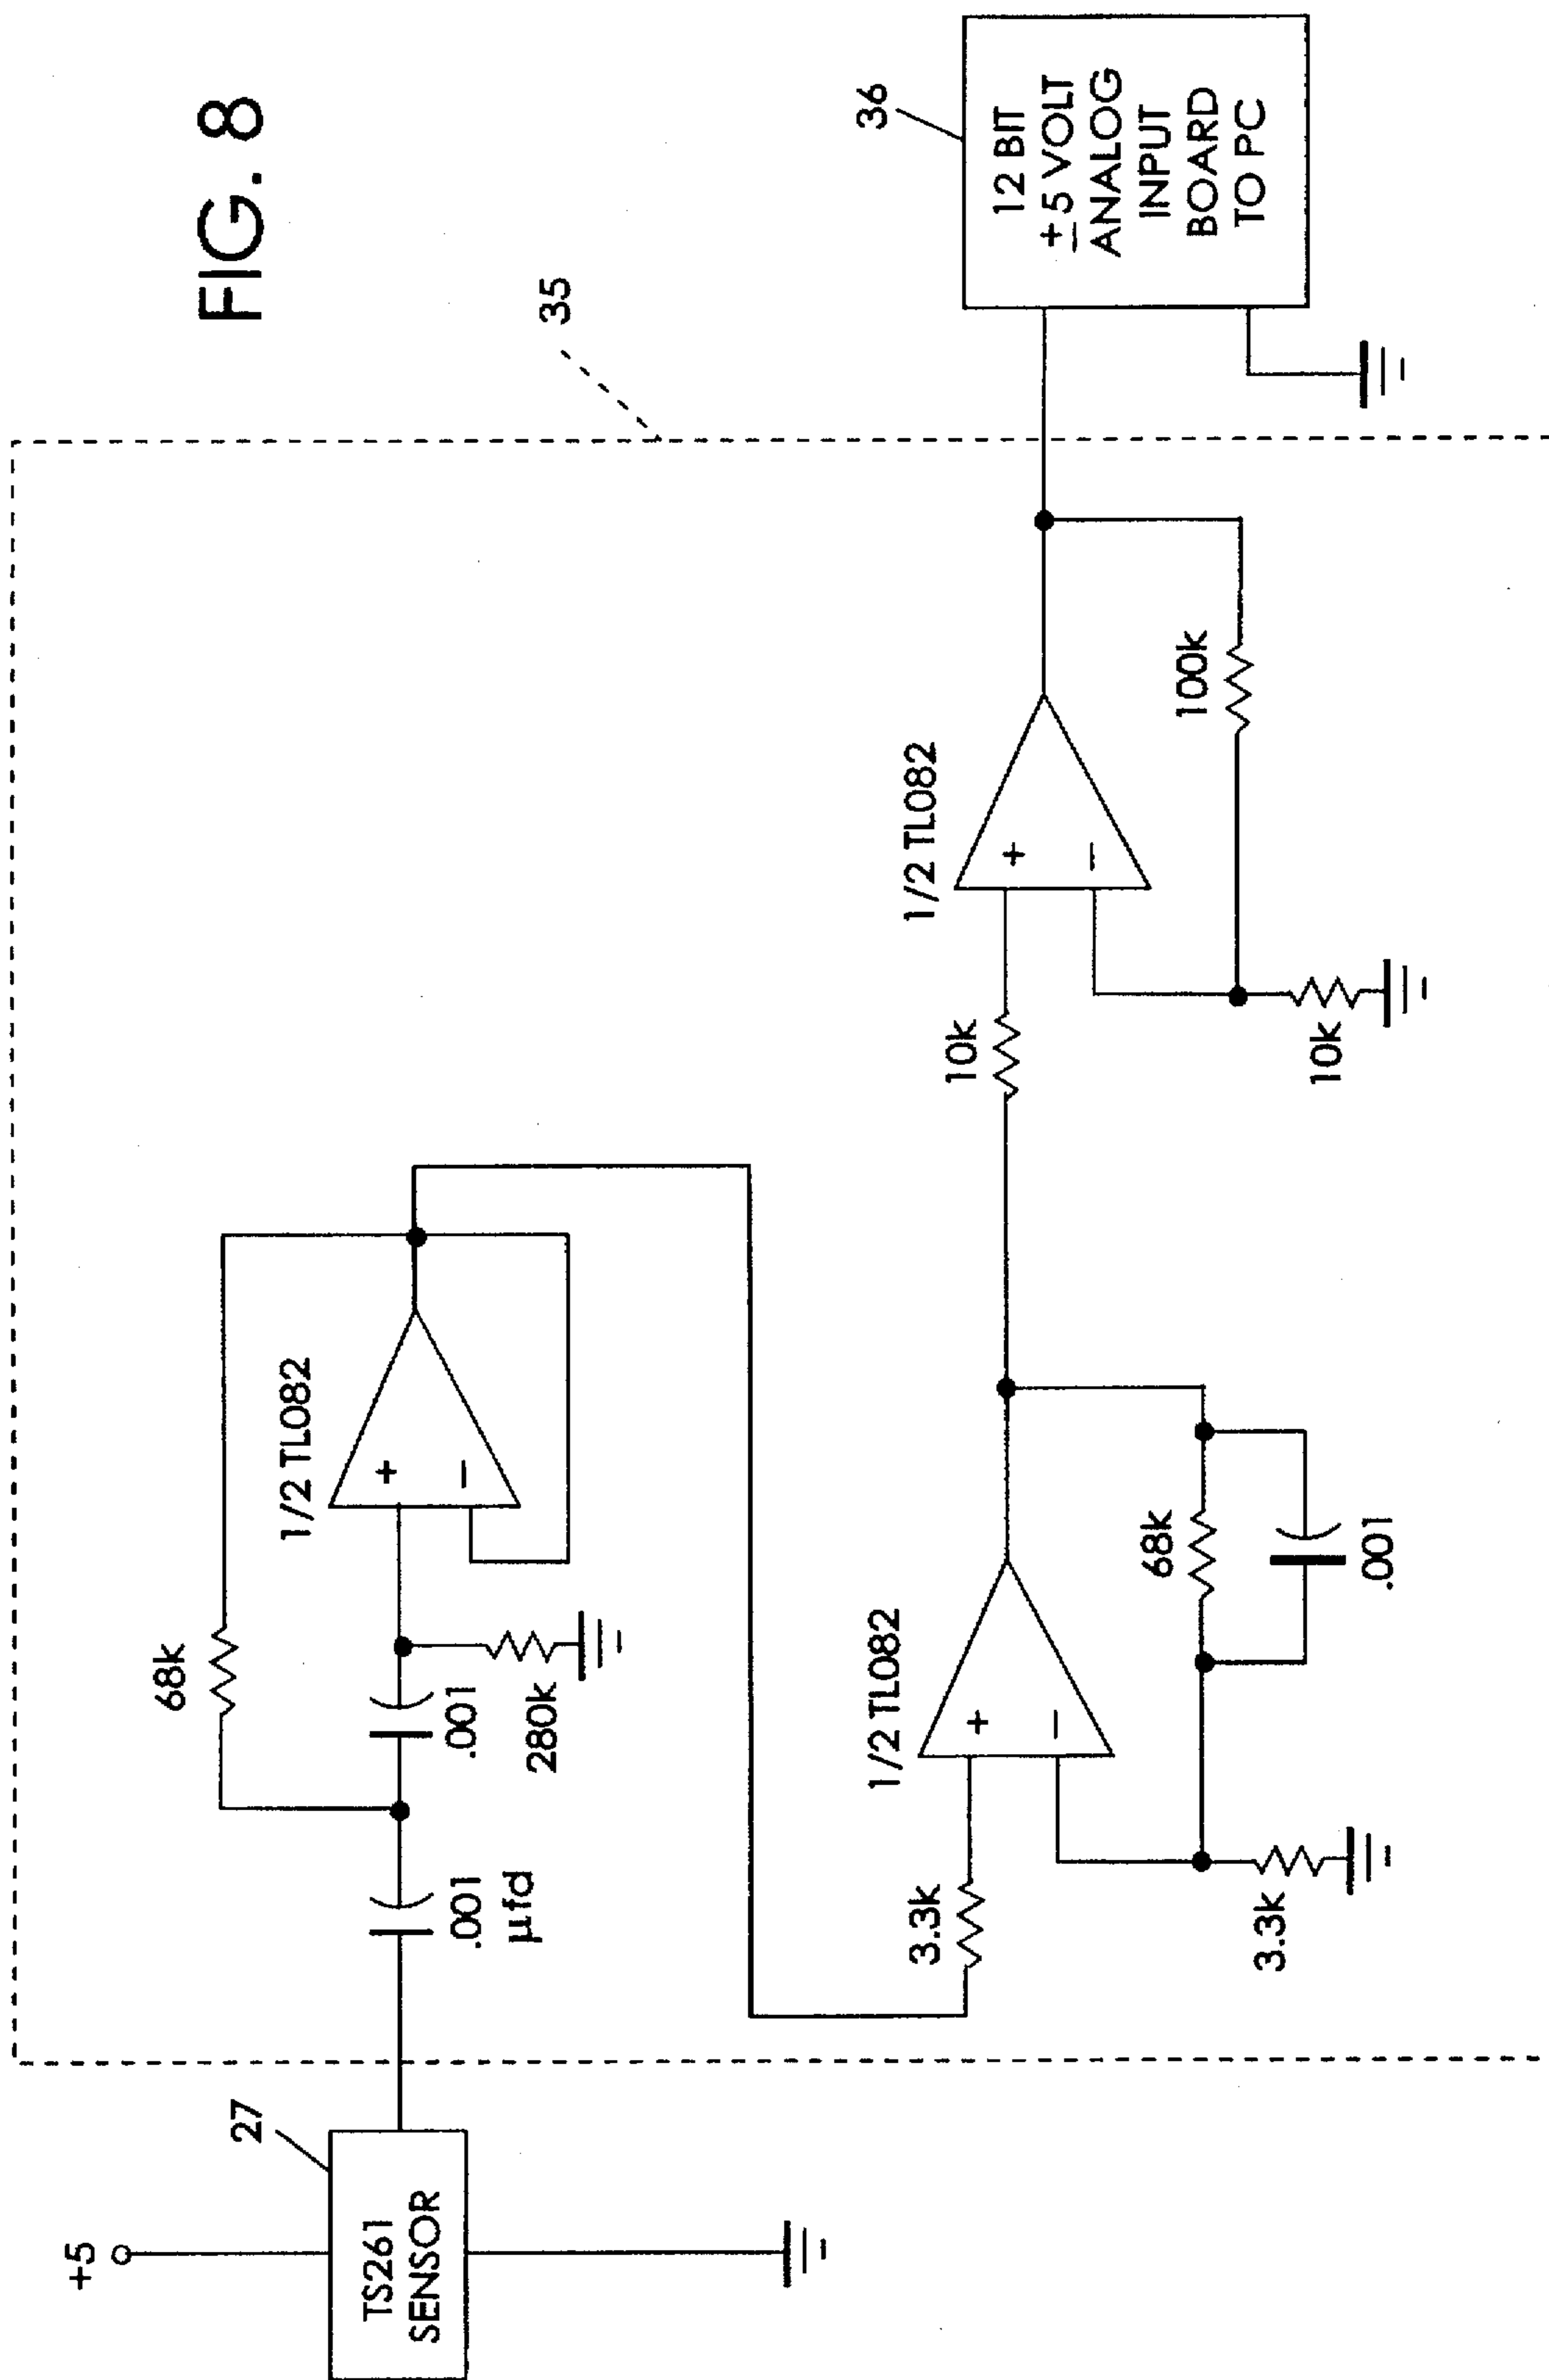 FIG. 8
+5
27
TS261
SENSOR
35
68k
.001
µfd
.001
280k
1/2 TL082
3.3k
3.3k
1/2 TL082
68k
.001
10k
10k
1/2 TL082
100k
36
12 BIT
±5 VOLT
ANALOG
INPUT
BOARD
TO PC